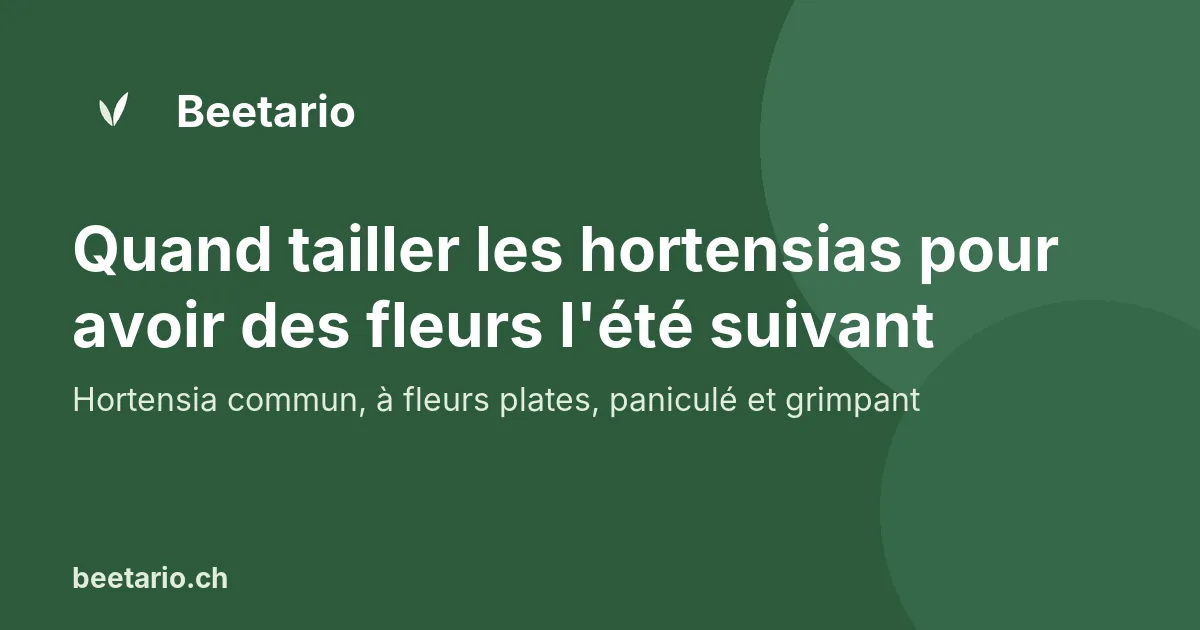 Beetario
Quand tailler les hortensias pour
avoir des fleurs l'été suivant
Hortensia commun, à fleurs plates, paniculé et grimpant
beetario.ch